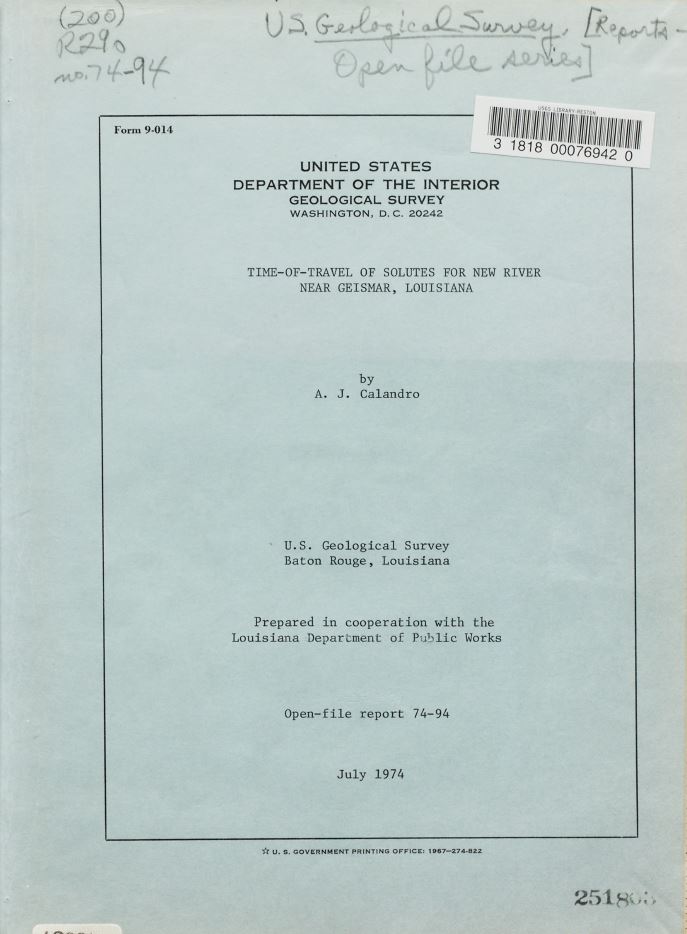 (200)
R290
no.74-94
U.S. Geological Survey. [Reports-
Open file series]
USGS LIBRARY-RESTON
3 1818 00076942 0
Form 9-014
UNITED STATES
DEPARTMENT OF THE INTERIOR
GEOLOGICAL SURVEY
WASHINGTON, D.C. 20242
TIME-OF-TRAVEL OF SOLUTES FOR NEW RIVER
NEAR GEISMAR, LOUISIANA
by
A. J. Calandro
U.S. Geological Survey
Baton Rouge, Louisiana
Prepared in cooperation with the
Louisiana Department of Public Works
Open-file report 74-94
July 1974
☆ U. S. GOVERNMENT PRINTING OFFICE: 1967-274-822